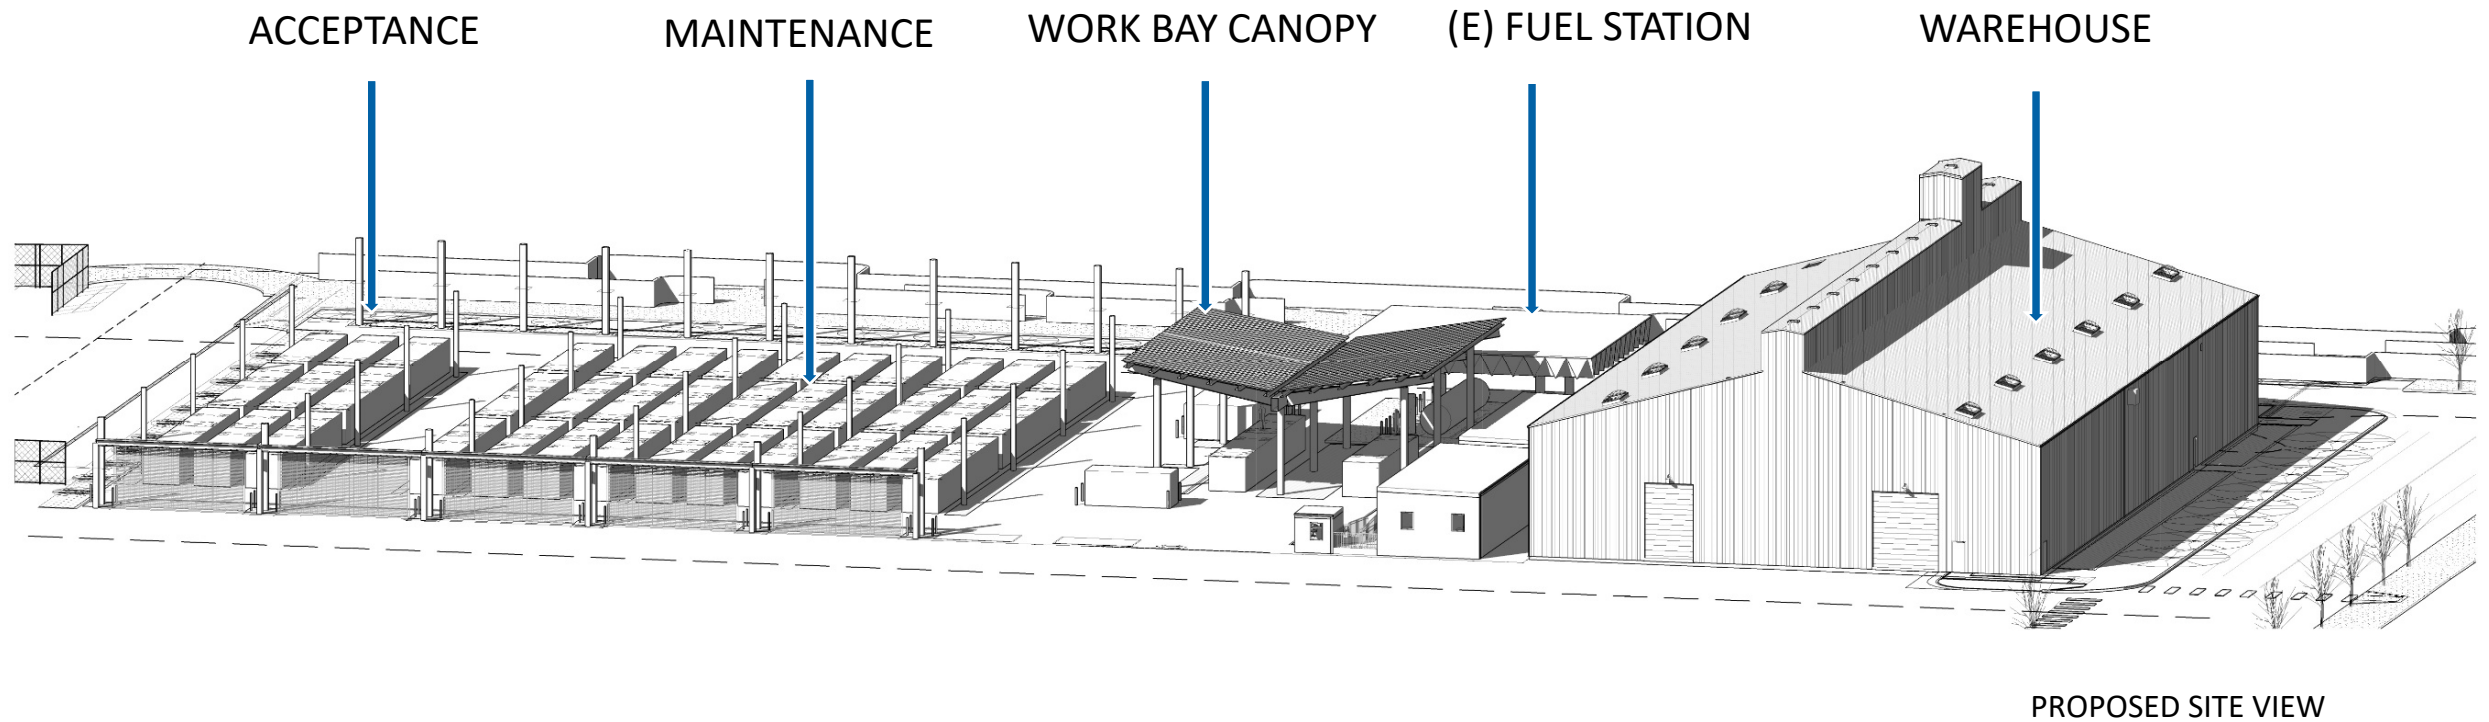 ACCEPTANCE
MAINTENANCE
WORK BAY CANOPY
(E) FUEL STATION
WAREHOUSE
PROPOSED SITE VIEW